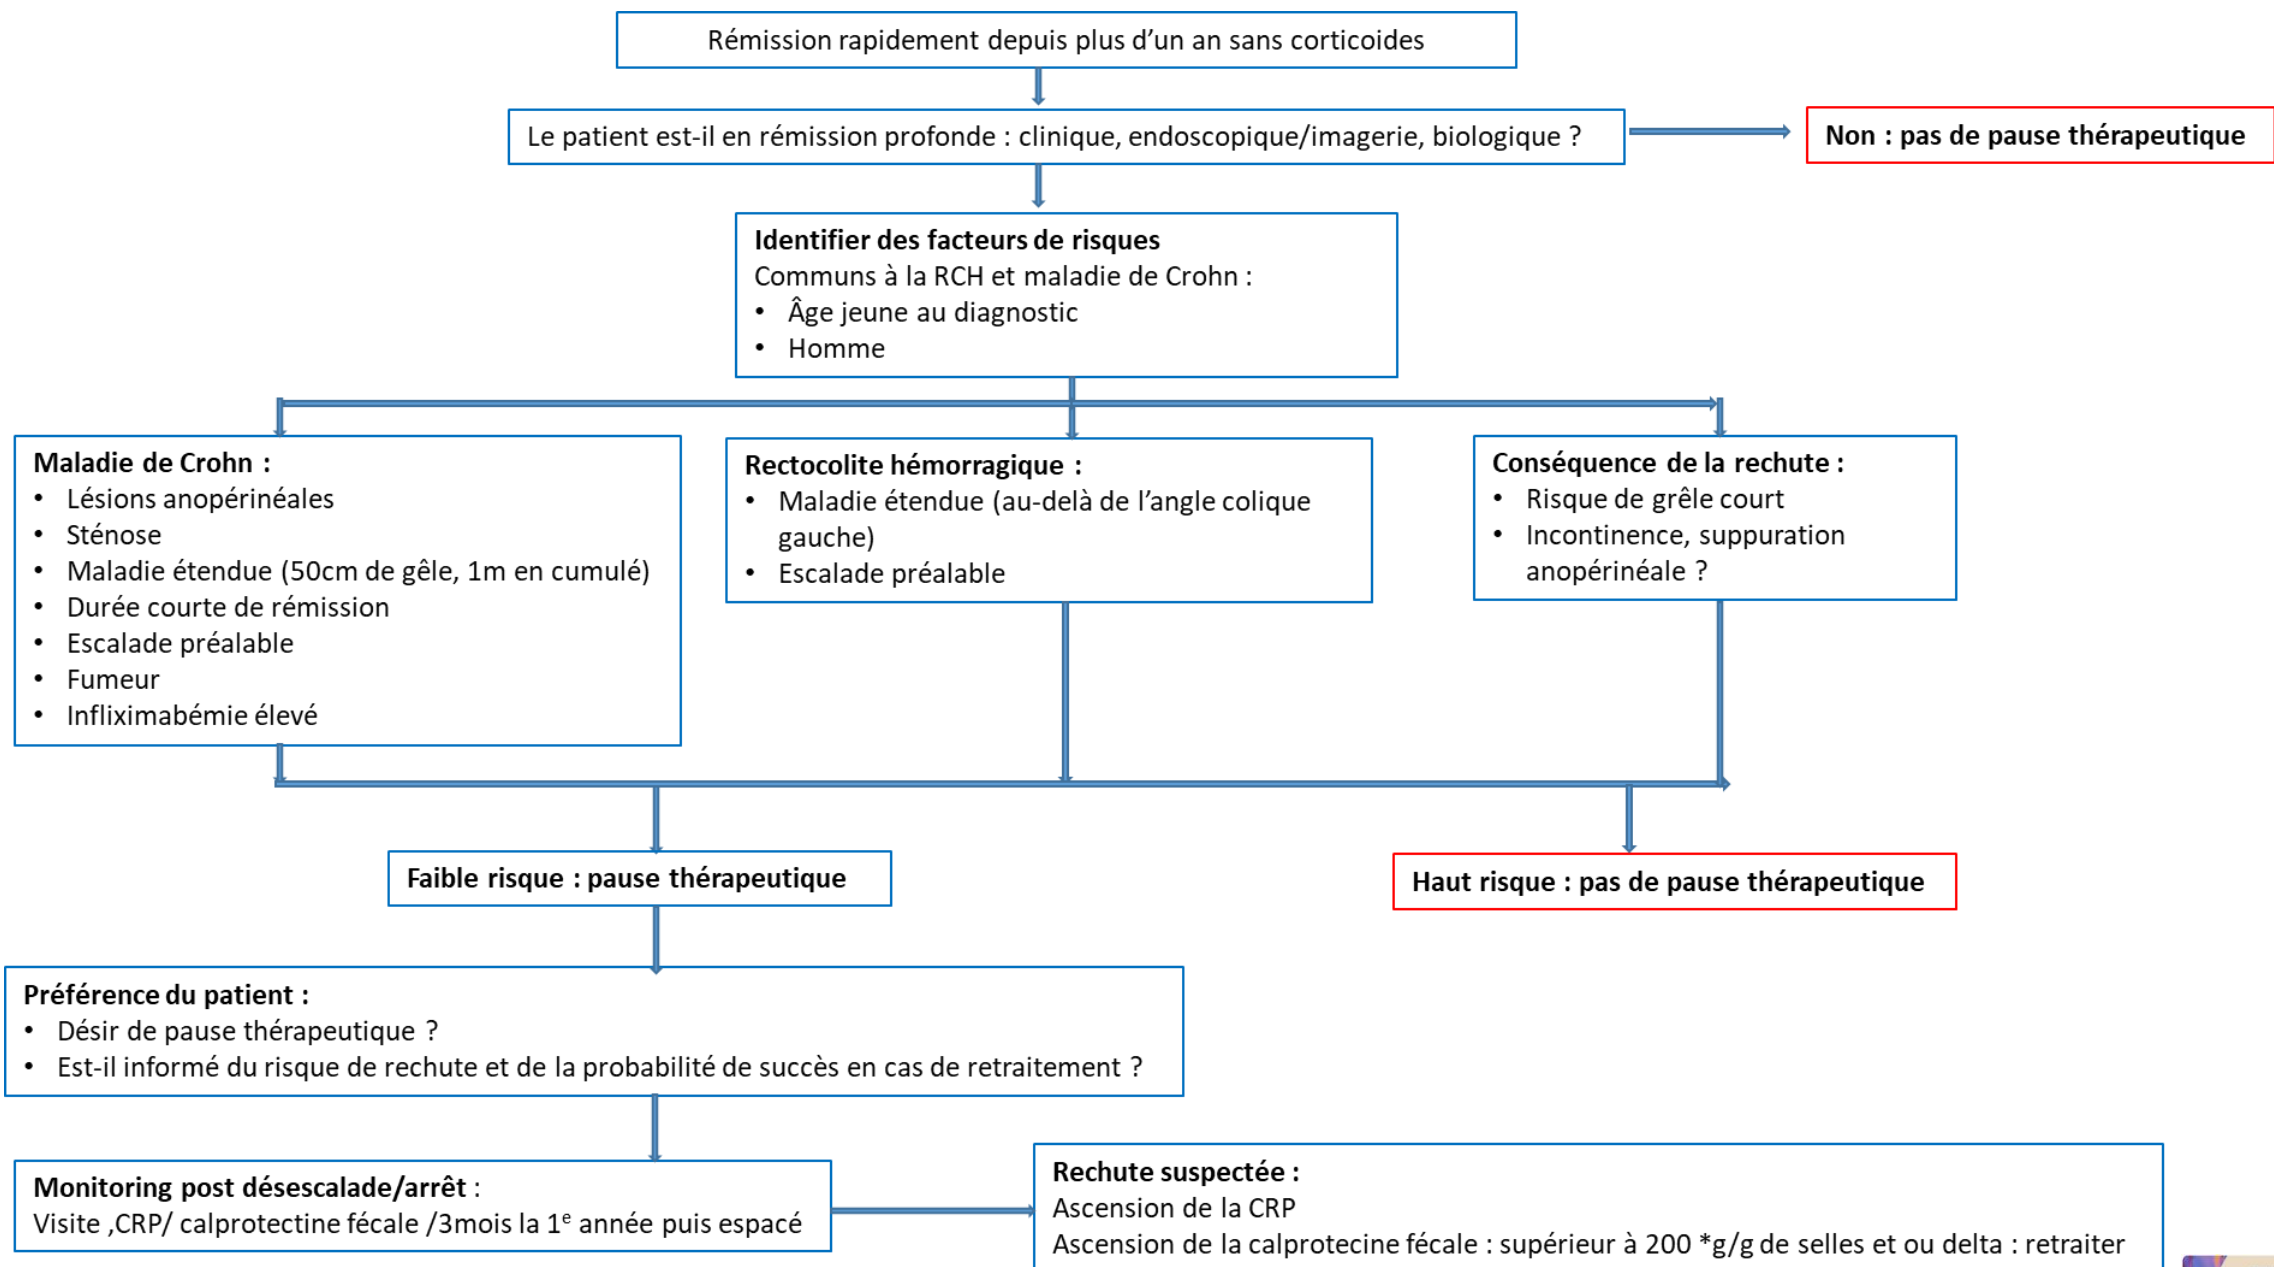 Rémission rapidement depuis plus d’un an sans corticoides
Le patient est-il en rémission profonde : clinique, endoscopique/imagerie, biologique ?
Non : pas de pause thérapeutique
Identifier des facteurs de risques
Communs à la RCH et maladie de Crohn :
• Âge jeune au diagnostic
• Homme
Maladie de Crohn :
• Lésions anopérinéales
• Sténose
• Maladie étendue (50cm de gêle, 1m en cumulé)
• Durée courte de rémission
• Escalade préalable
• Fumeur
• Infliximabémie élevé
Rectocolite hémorragique :
• Maladie étendue (au-delà de l’angle colique
gauche)
• Escalade préalable
Conséquence de la rechute :
• Risque de grêle court
• Incontinence, suppuration
anopérinéale ?
Faible risque : pause thérapeutique
Haut risque : pas de pause thérapeutique
Préférence du patient :
• Désir de pause thérapeutique ?
• Est-il informé du risque de rechute et de la probabilité de succès en cas de retraitement ?
Monitoring post désescalade/arrêt :
Visite ,CRP/ calprotectine fécale /3mois la 1e année puis espacé
Rechute suspectée :
Ascension de la CRP
Ascension de la calprotecine fécale : supérieur à 200 *g/g de selles et ou delta : retraiter